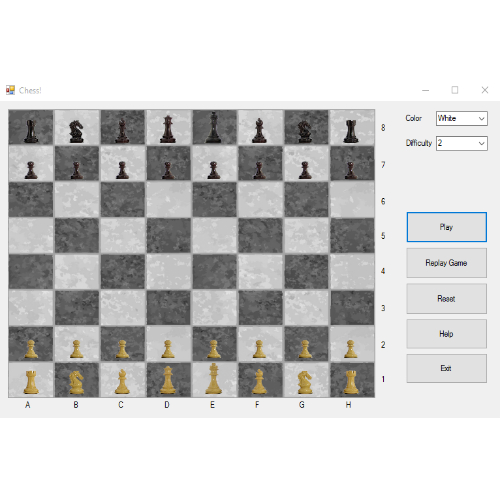 Chess!
8
Color White
Difficulty 2
7
6
Play
5
Replay Game
4
Reset
3
Help
2
Exit
1
A B C D E F G H